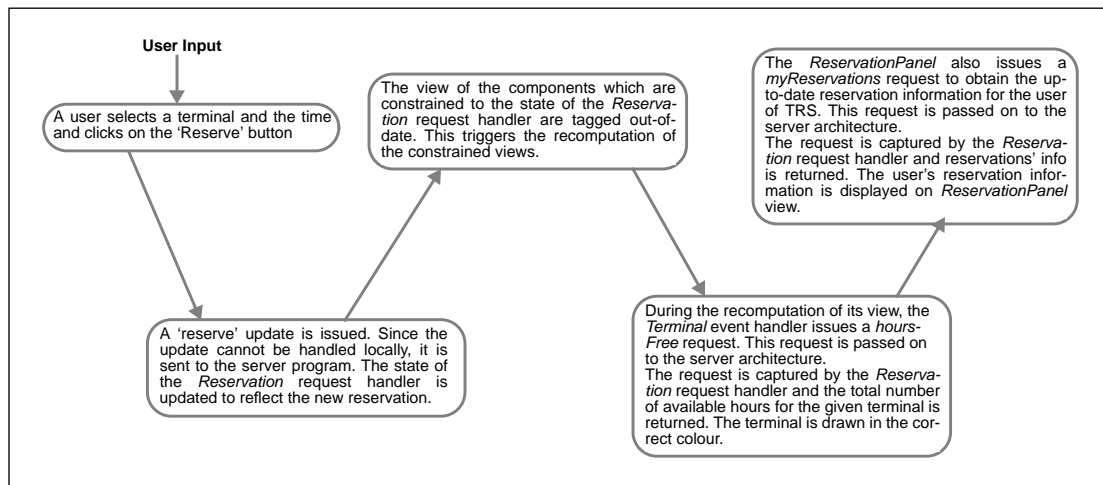 User Input
A user selects a terminal and the time
and clicks on the ‘Reserve’ button
A ‘reserve’ update is issued. Since the
update cannot be handled locally, it is
sent to the server program. The state of
the Reservation request handler is
updated to reflect the new reservation.
The view of the components which are
constrained to the state of the Reserva-
tion request handler are tagged out-of-
date. This triggers the recomputation of
the constrained views.
During the recomputation of its view, the
Terminal event handler issues a hours-
Free request. This request is passed on
to the server architecture.
The request is captured by the Reserva-
tion request handler and the total number
of available hours for the given terminal is
returned. The terminal is drawn in the cor-
rect colour.
The ReservationPanel also issues a
myReservations request to obtain the up-
to-date reservation information for the user
of TRS. This request is passed on to the
server architecture.
The request is captured by the Reserva-
tion request handler and reservations’ info
is returned. The user’s reservation infor-
mation is displayed on ReservationPanel
view.